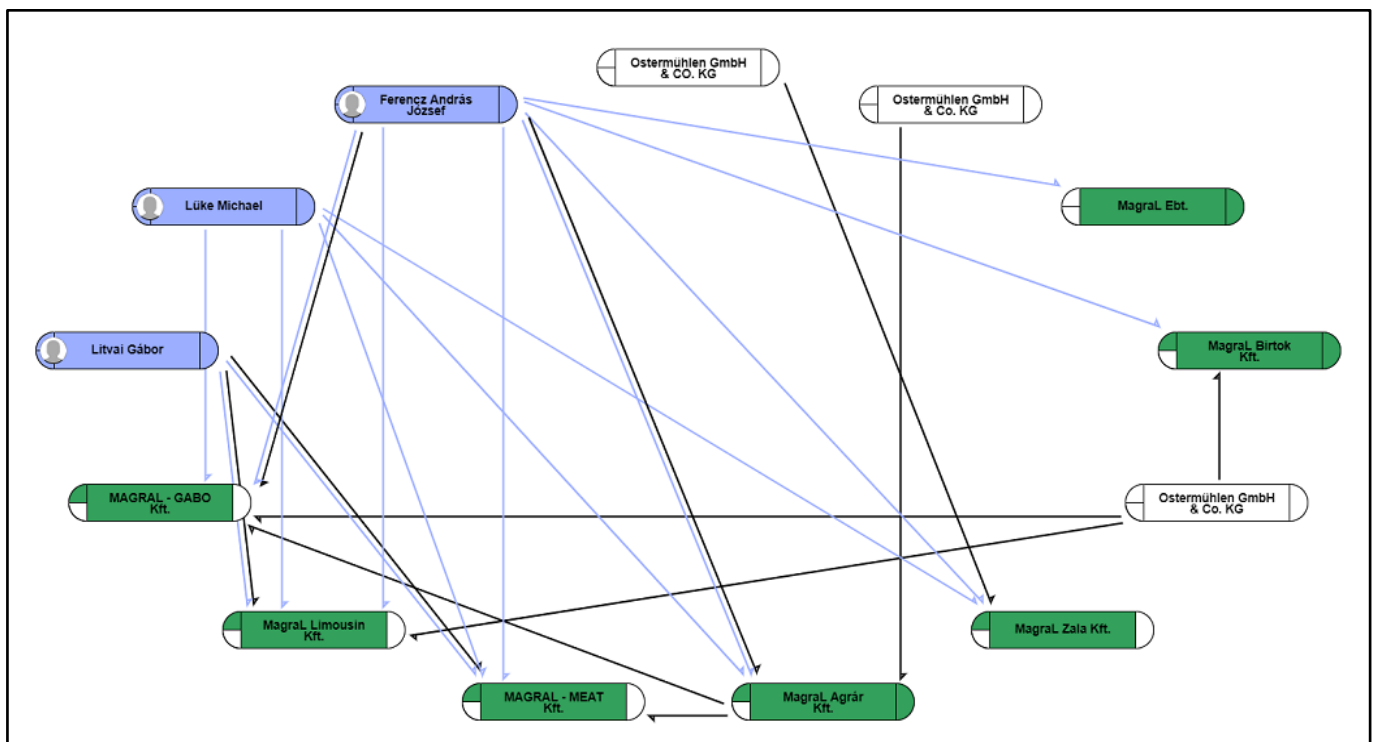 Ostermühlen GmbH
& CO. KG
Ferencz András
József
Ostermühlen GmbH
& Co. KG
Lüke Michael
MagraL Ebt.
Litvai Gábor
MagraL Birtok
Kft.
MAGRAL - GABO
Kft.
Ostermühlen GmbH
& Co. KG
MagraL Limousin
Kft.
MagraL Zala Kft.
MAGRAL - MEAT
Kft.
MagraL Agrár
Kft.